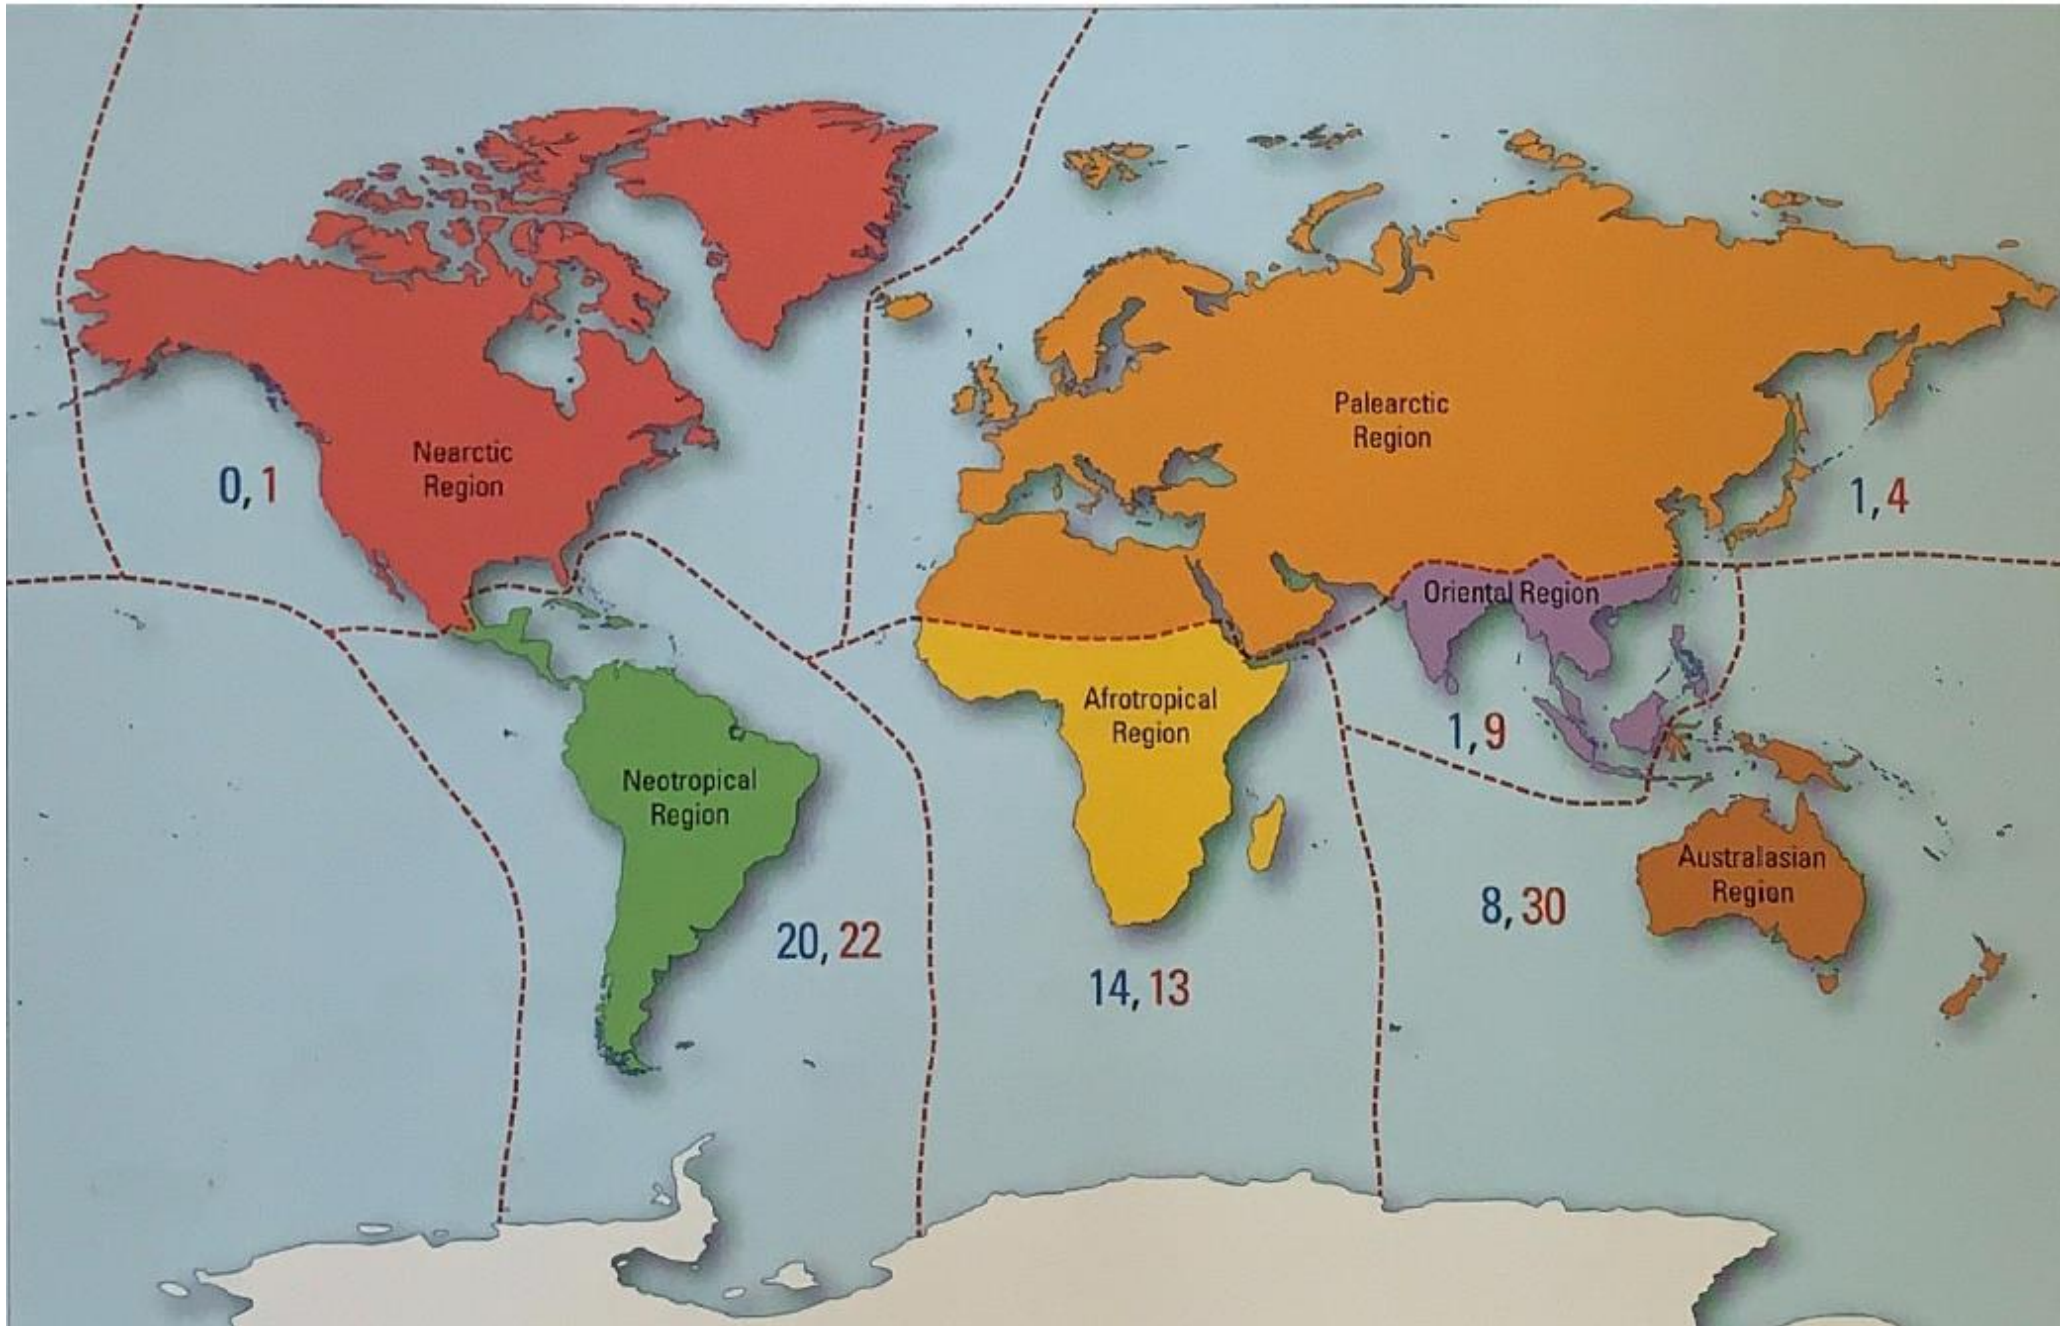 Nearctic
Region
0, 1
Palearctic
Region
1, 4
Oriental Region
1, 9
Afrotropical
Region
14, 13
Neotropical
Region
20, 22
Australasian
Region
8, 30